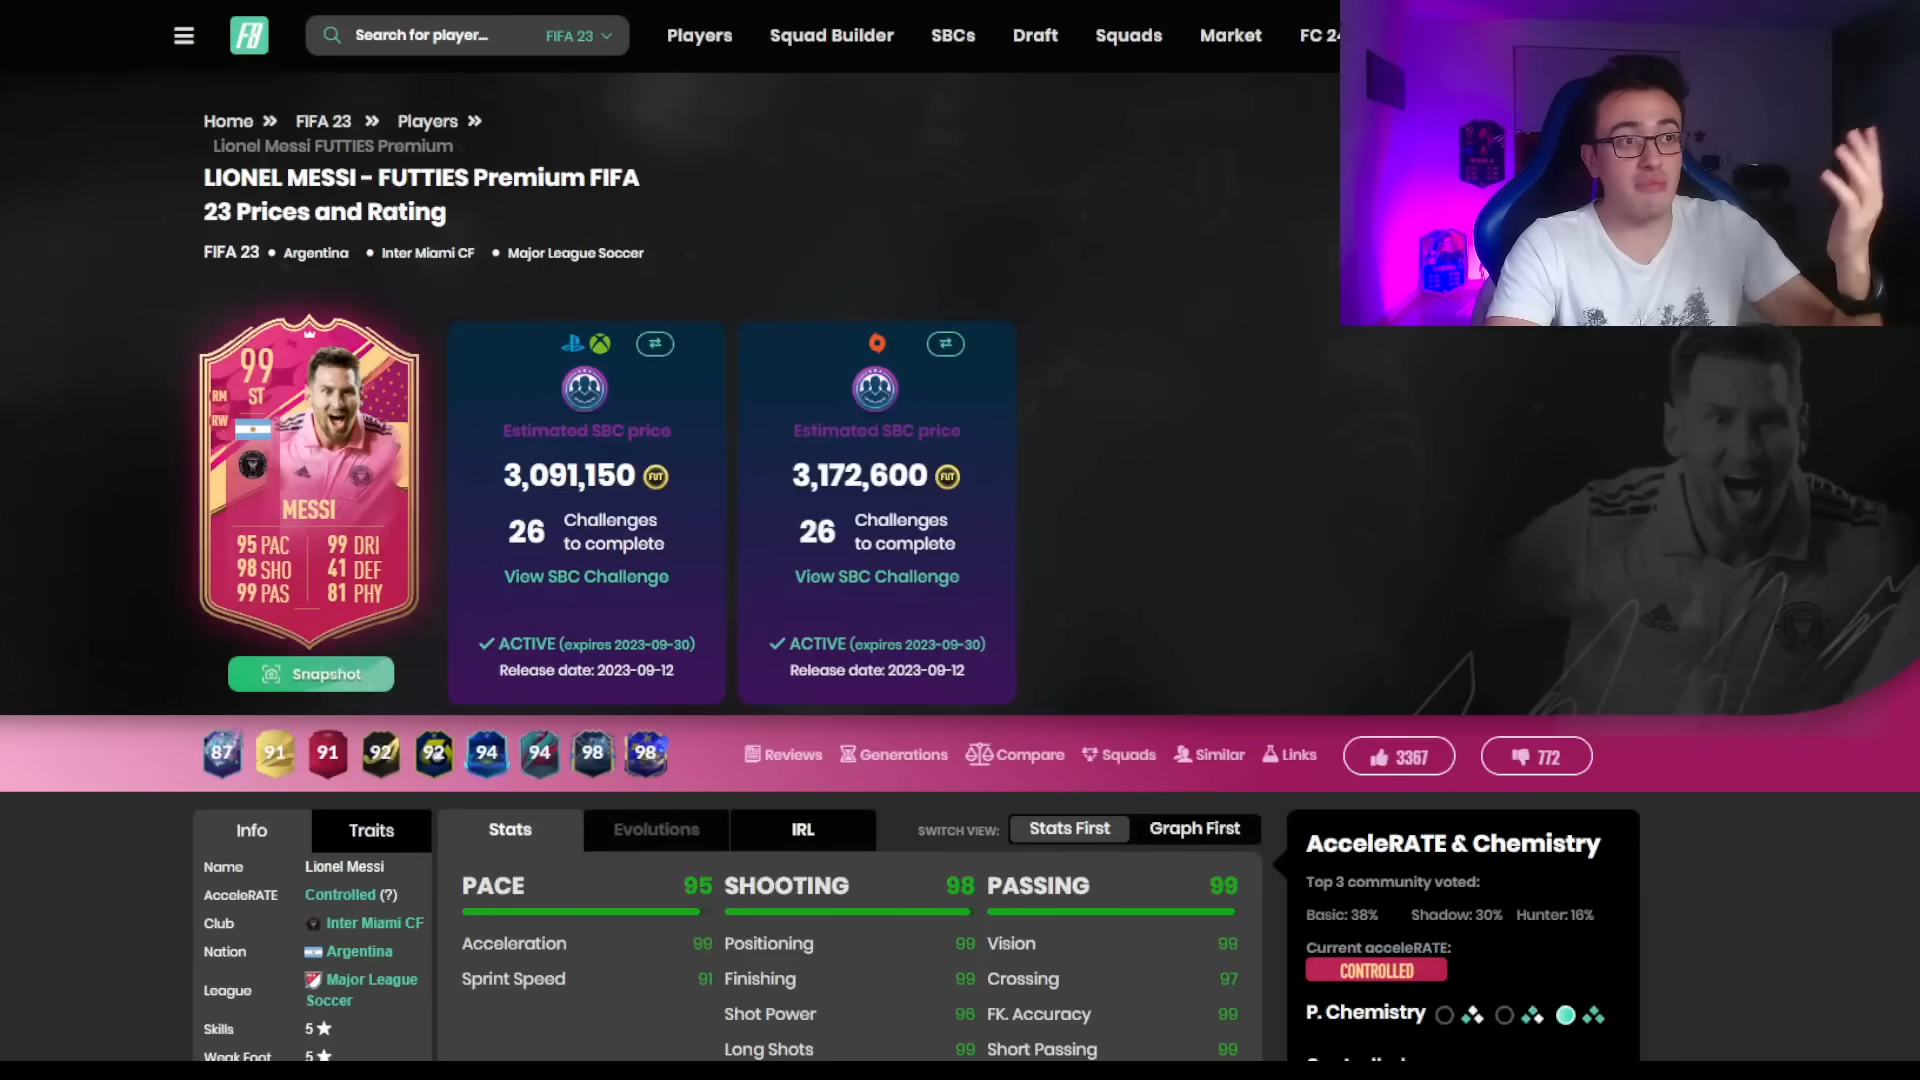 F8
Search for player...
FIFA 23
Players
Squad Builder
SBCs
Draft
Squads
Market
FC 24
Home » FIFA 23 » Players »
Lionel Messi FUTTIES Premium
LIONEL MESSI - FUTTIES Premium FIFA
23 Prices and Rating
FIFA 23 • Argentina • Inter Miami CF • Major League Soccer
99
ST
RM
RW
MESSI
95 PAC 99 DRI
98 SHO 41 DEF
99 PAS 81 PHY
Snapshot
Estimated SBC price
3,091,150 FUT
26
Challenges
to complete
View SBC Challenge
ACTIVE (expires 2023-09-30)
Release date: 2023-09-12
Estimated SBC price
3,172,600 FUT
26
Challenges
to complete
View SBC Challenge
ACTIVE (expires 2023-09-30)
Release date: 2023-09-12
87 91 91 92 92 94 94 98 98
Reviews
Generations
Compare
Squads
Similar
Links
3367
772
Info
Traits
Name Lionel Messi
AcceleRATE Controlled (?)
Club Inter Miami CF
Nation Argentina
League Major League
Soccer
Skills 5 ★
Weak Foot 5 ★
Stats
Evolutions
IRL
SWITCH VIEW:
Stats First
Graph First
PACE 95
Acceleration 99
Sprint Speed 91
SHOOTING 98
Positioning 99
Finishing 99
Shot Power 96
Long Shots 99
PASSING 99
Vision 99
Crossing 97
FK. Accuracy 99
Short Passing 99
AcceleRATE & Chemistry
Top 3 community voted:
Basic: 38% Shadow: 30% Hunter: 16%
Current acceleRATE:
CONTROLLED
P. Chemistry